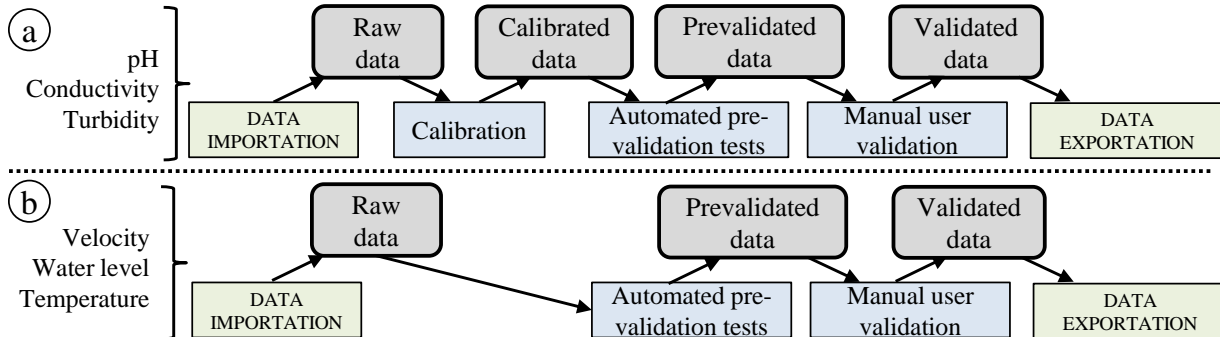 a
pH
Conductivity
Turbidity
Raw
data
Calibrated
data
Prevalidated
data
Validated
data
DATA
IMPORTATION
Calibration
Automated pre-
validation tests
Manual user
validation
DATA
EXPORTATION
b
Velocity
Water level
Temperature
Raw
data
Prevalidated
data
Validated
data
DATA
IMPORTATION
Automated pre-
validation tests
Manual user
validation
DATA
EXPORTATION